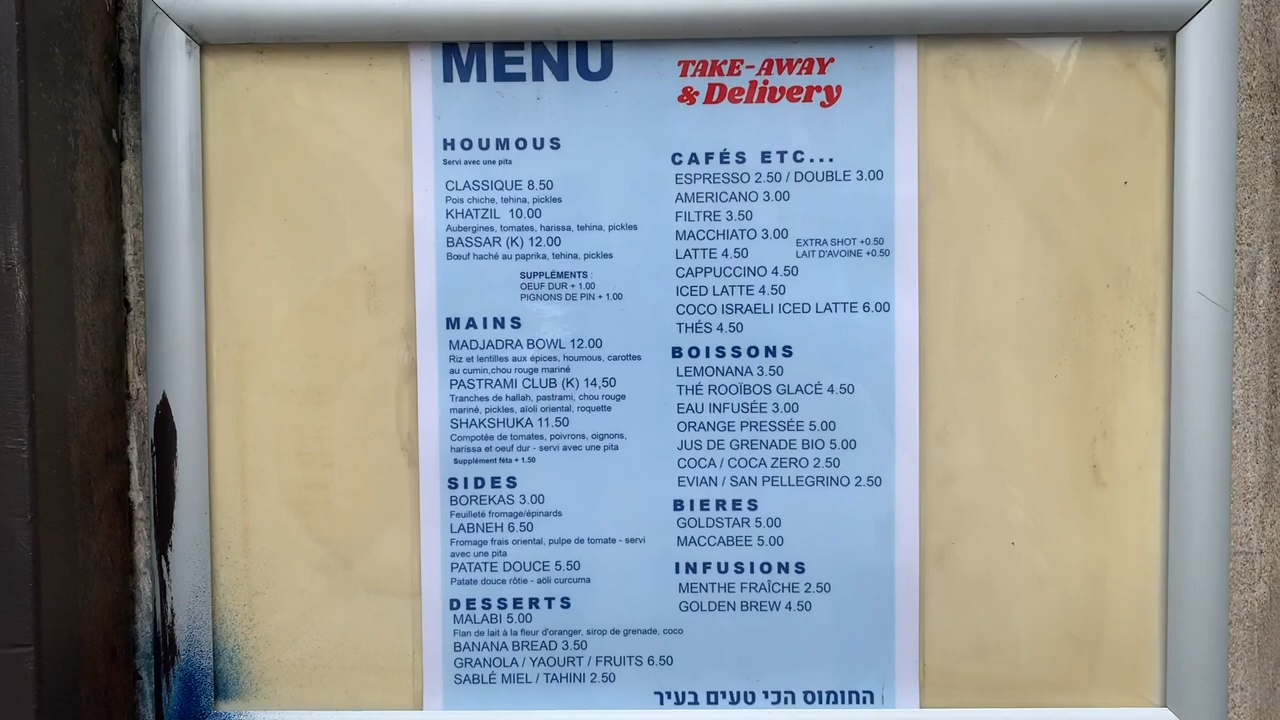 MENU
TAKE-AWAY
& Delivery
HOUMOUS
Servi avec une pita
CLASSIQUE 8.50
Pois chiche, tehina, pickles
KHATZIL 10.00
Aubergines, tomates, harissa, tehina, pickles
BASSAR (K) 12.00
Bœuf haché au paprika, tehina, pickles
SUPPLÉMENTS :
OEUF DUR + 1.00
PIGNONS DE PIN + 1.00
MAINS
MADJADRA BOWL 12.00
Riz et lentilles aux épices, houmous, carottes
au cumin,chou rouge mariné
PASTRAMI CLUB (K) 14,50
Tranches de hallah, pastrami, chou rouge
mariné, pickles, aïoli oriental, roquette
SHAKSHUKA 11.50
Compotée de tomates, poivrons, oignons,
harissa et oeuf dur - servi avec une pita
Supplément féta + 1.50
SIDES
BOREKAS 3.00
Feuilleté fromage/épinards
LABNEH 6.50
Fromage frais oriental, pulpe de tomate - servi
avec une pita
PATATE DOUCE 5.50
Patate douce rôtie - aöli curcuma
DESSERTS
MALABI 5.00
Flan de lait à la fleur d'oranger, sirop de grenade, coco
BANANA BREAD 3.50
GRANOLA / YAOURT / FRUITS 6.50
SABLÉ MIEL / TAHINI 2.50
CAFÉS ETC...
ESPRESSO 2.50 / DOUBLE 3.00
AMERICANO 3.00
FILTRE 3.50
MACCHIATO 3.00
LATTE 4.50
EXTRA SHOT +0.50
LAIT D'AVOINE +0.50
CAPPUCCINO 4.50
ICED LATTE 4.50
COCO ISRAELI ICED LATTE 6.00
THÉS 4.50
BOISSONS
LEMONANA 3.50
THÉ ROOÏBOS GLACÉ 4.50
EAU INFUSÉE 3.00
ORANGE PRESSÉE 5.00
JUS DE GRENADE BIO 5.00
COCA / COCA ZERO 2.50
EVIAN / SAN PELLEGRINO 2.50
BIERES
GOLDSTAR 5.00
MACCABEE 5.00
INFUSIONS
MENTHE FRAÎCHE 2.50
GOLDEN BREW 4.50
החומוס הכי טעים בעיר